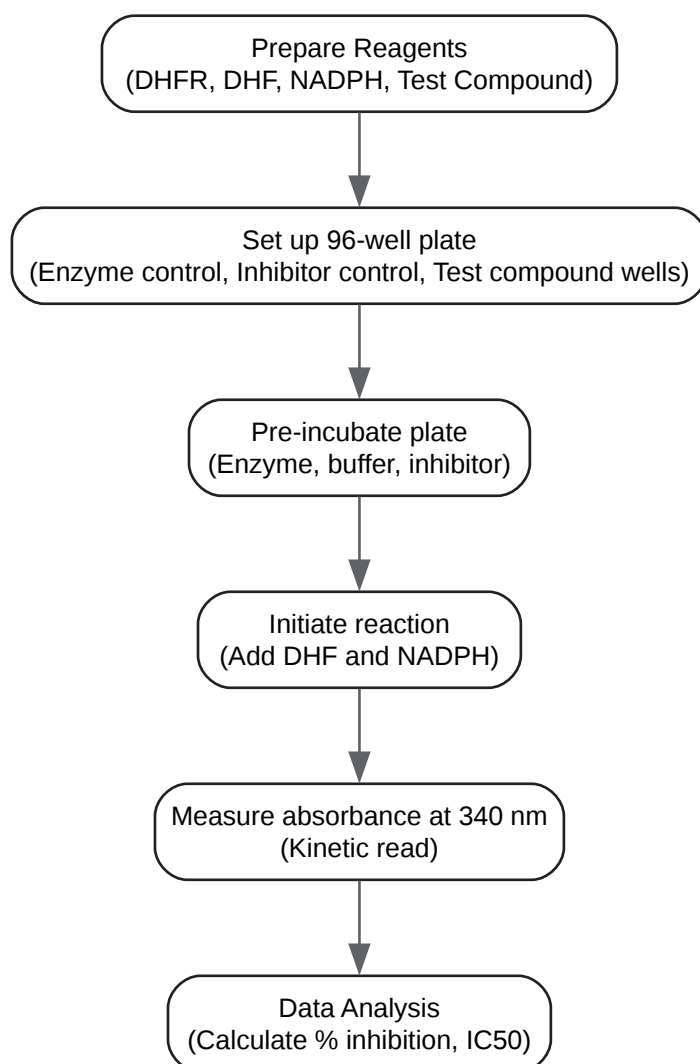 Prepare Reagents
(DHFR, DHF, NADPH, Test Compound)
Set up 96-well plate
(Enzyme control, Inhibitor control, Test compound wells)
Pre-incubate plate
(Enzyme, buffer, inhibitor)
Initiate reaction
(Add DHF and NADPH)
Measure absorbance at 340 nm
(Kinetic read)
Data Analysis
(Calculate % inhibition, IC50)